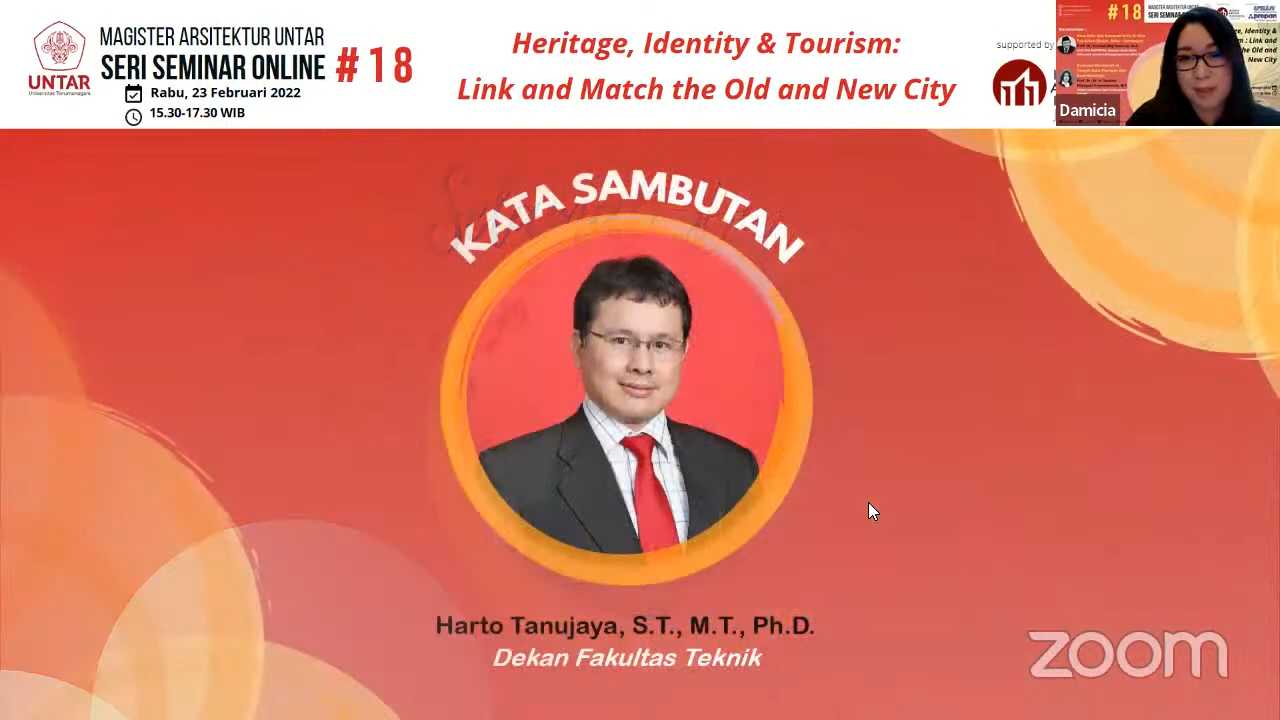 UNTAR
Universitas Tarumanagara
MAGISTER ARSITEKTUR UNTAR
SERI SEMINAR ONLINE # 18
Rabu, 23 Februari 2022
15.30-17.30 WIB
Heritage, Identity & Tourism:
Link and Match the Old and New City
supported by
#18
Damicia
KATA SAMBUTAN
Harto Tanujaya, S.T., M.T., Ph.D.
Dekan Fakultas Teknik
zoom